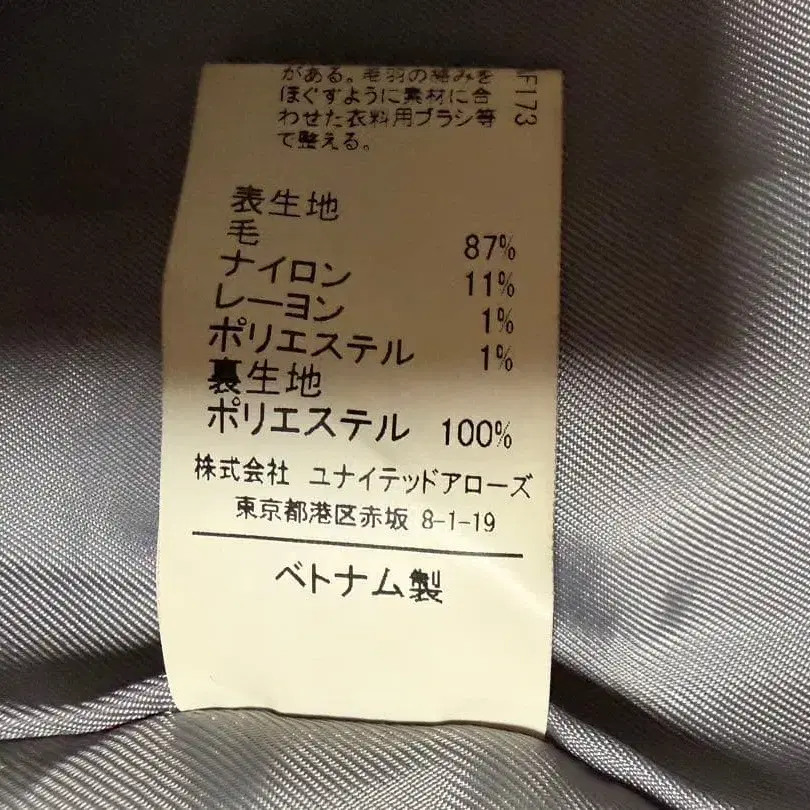 がある。毛羽の絡みを
ほぐすように素材に合
わせた衣料用ブラシ等
で整える。
F173
表生地
毛 87%
ナイロン 11%
レーヨン 1%
ポリエステル 1%
裏生地
ポリエステル 100%
株式会社 ユナイテッドアローズ
東京都港区赤坂 8-1-19
ベトナム製